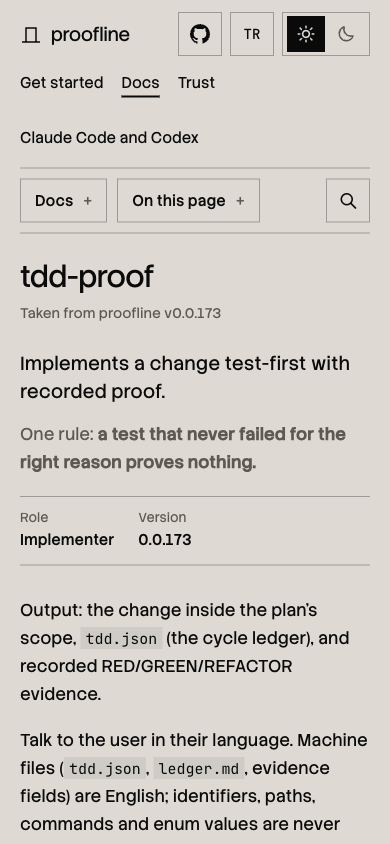 proofline
TR
Get started Docs Trust
Claude Code and Codex
Docs +
On this page +
tdd-proof
Taken from proofline v0.0.173
Implements a change test-first with
recorded proof.
One rule: a test that never failed for the
right reason proves nothing.
Role Version
Implementer 0.0.173
Output: the change inside the plan's
scope, tdd.json (the cycle ledger), and
recorded RED/GREEN/REFACTOR
evidence.
Talk to the user in their language. Machine
files (tdd.json, ledger.md, evidence
fields) are English; identifiers, paths,
commands and enum values are never